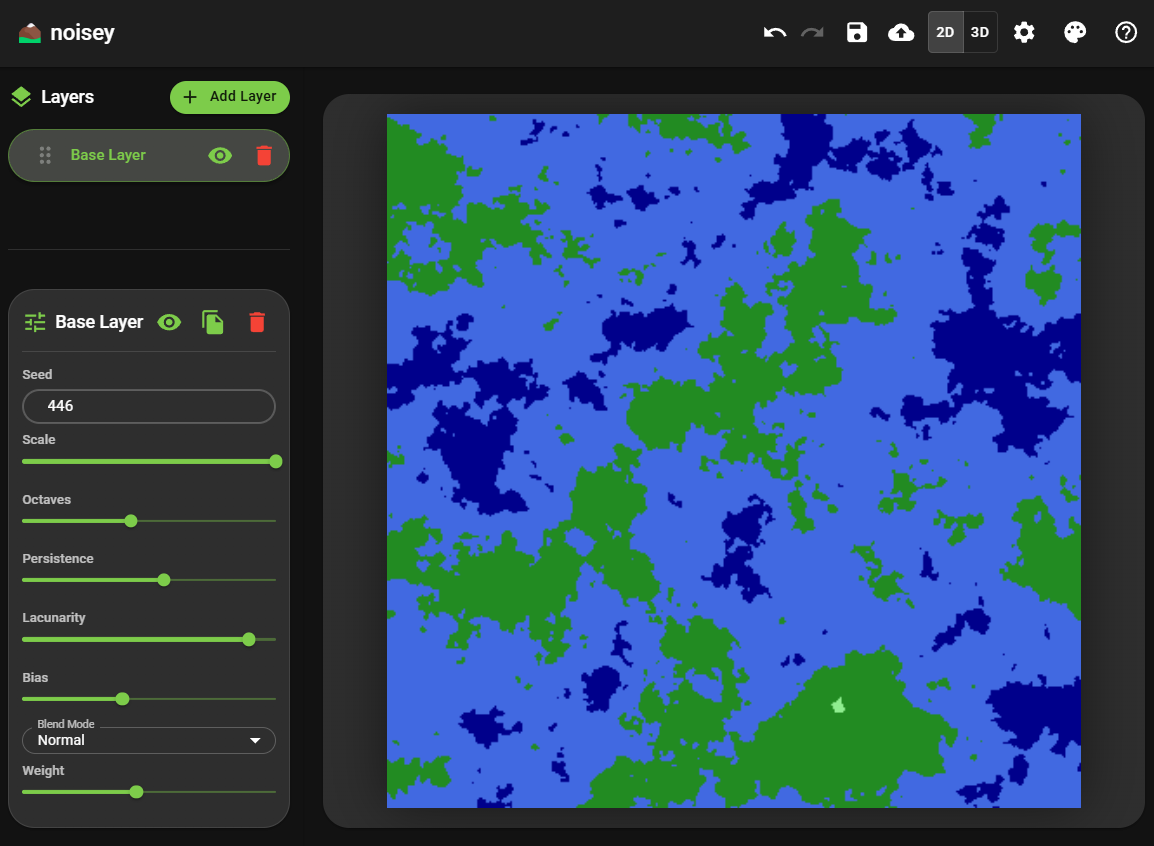 noisey
2D 3D
Layers
Add Layer
Base Layer
Base Layer
Seed
446
Scale
Octaves
Persistence
Lacunarity
Bias
Blend Mode
Normal
Weight